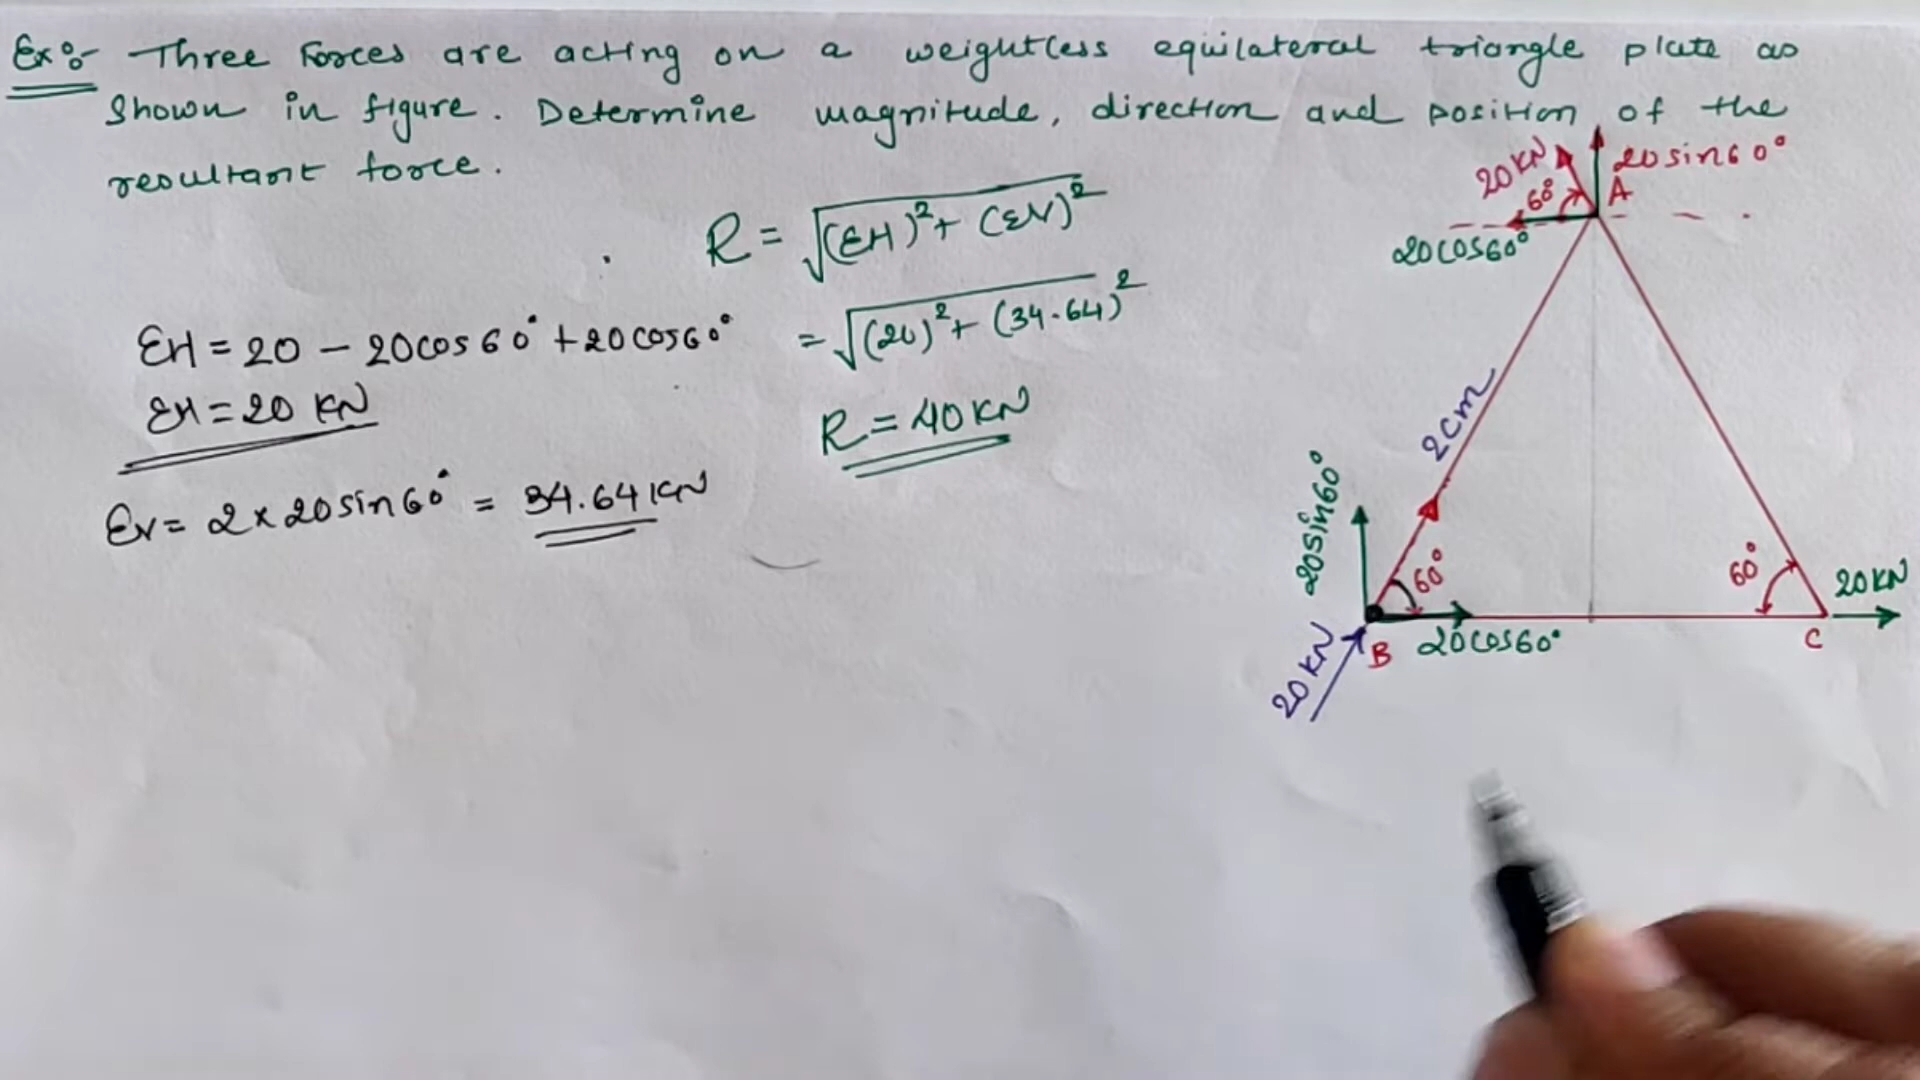 Ex:- Three Forces are acting on a weightless equilateral triangle plate as
shown in figure. Determine magnitude, direction and position of the
resultant force.
R = √(ΣH)² + (ΣV)²
= √(20)² + (34.64)²
R = 40 KN
ΣH = 20 - 20cos60° + 20cos60°
ΣH = 20 KN
ΣV = 2 × 20sin60° = 34.64 KN
20 KN
20sin60°
60°
A
20cos60°
2cm
20sin60°
60°
60°
20KN
20 KN
B
20cos60°
C